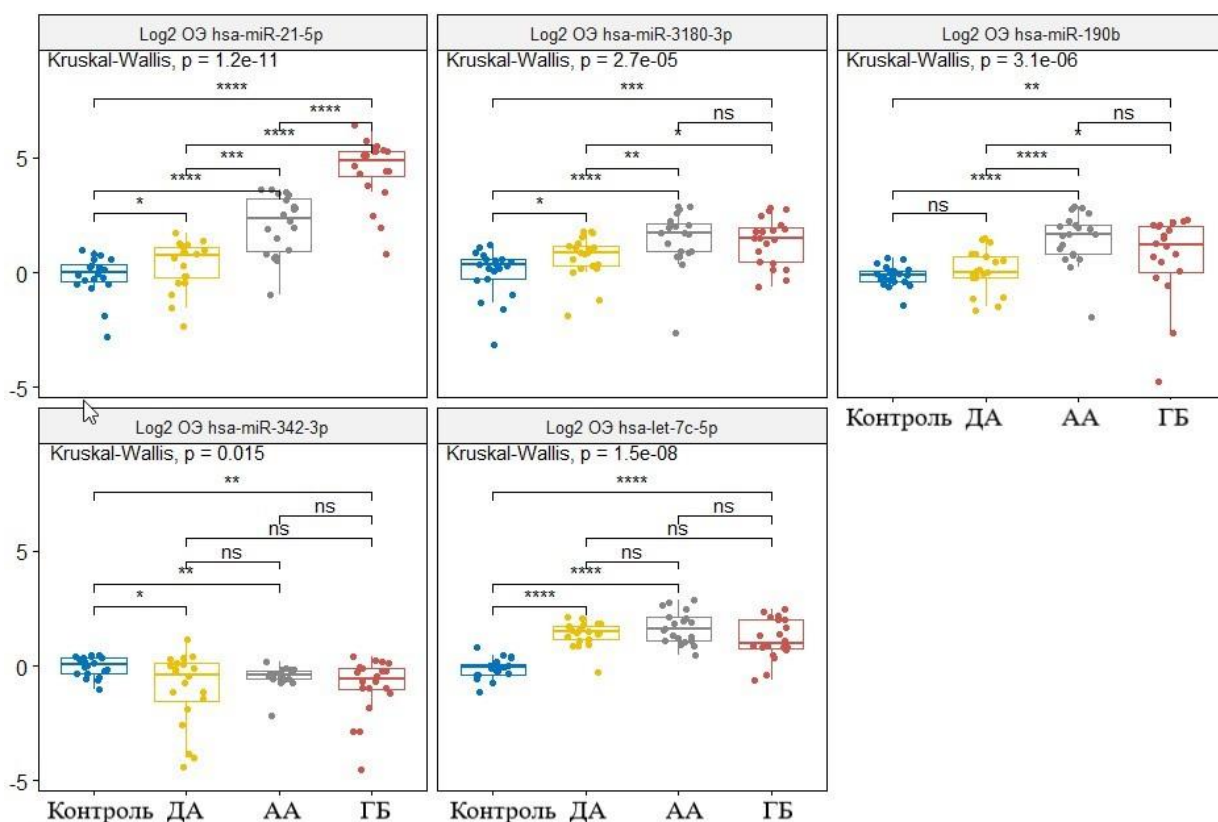 Log2 ОЭ hsa-miR-21-5p
Kruskal-Wallis, p = 1.2e-11
****
****
****
***
****
*
Log2 ОЭ hsa-miR-3180-3p
Kruskal-Wallis, p = 2.7e-05
***
ns
*
**
****
*
Log2 ОЭ hsa-miR-190b
Kruskal-Wallis, p = 3.1e-06
**
ns
*
****
****
ns
5
0
-5
Контроль ДА АА ГБ
Log2 ОЭ hsa-miR-342-3p
Kruskal-Wallis, p = 0.015
**
ns
ns
ns
**
*
Log2 ОЭ hsa-let-7c-5p
Kruskal-Wallis, p = 1.5e-08
****
ns
ns
ns
****
****
5
0
-5
Контроль ДА АА ГБ
Контроль ДА АА ГБ